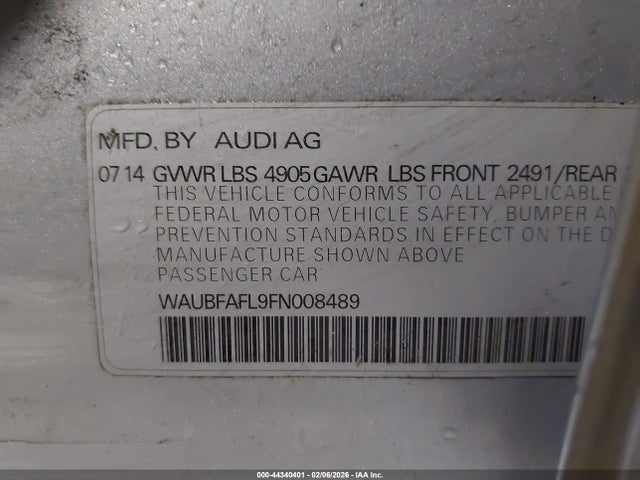 MFD. BY AUDI AG
07 14 GVWR LBS 4905 GAWR LBS FRONT 2491/REAR
THIS VEHICLE CONFORMS TO ALL APPLICABLE
FEDERAL MOTOR VEHICLE SAFETY, BUMPER
PREVENTION STANDARDS IN EFFECT ON THE
MANUFACTURE SHOWN ABOVE
PASSENGER CAR
WAUBFAFL9FN008489
000-44340401 - 02/06/2026 - IAA Inc.